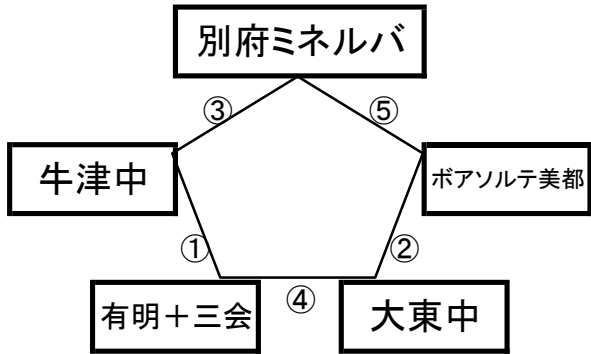 別府ミネルバ
③
⑤
牛津中
ボアソルテ美都
①
②
有明＋三会
④
大東中